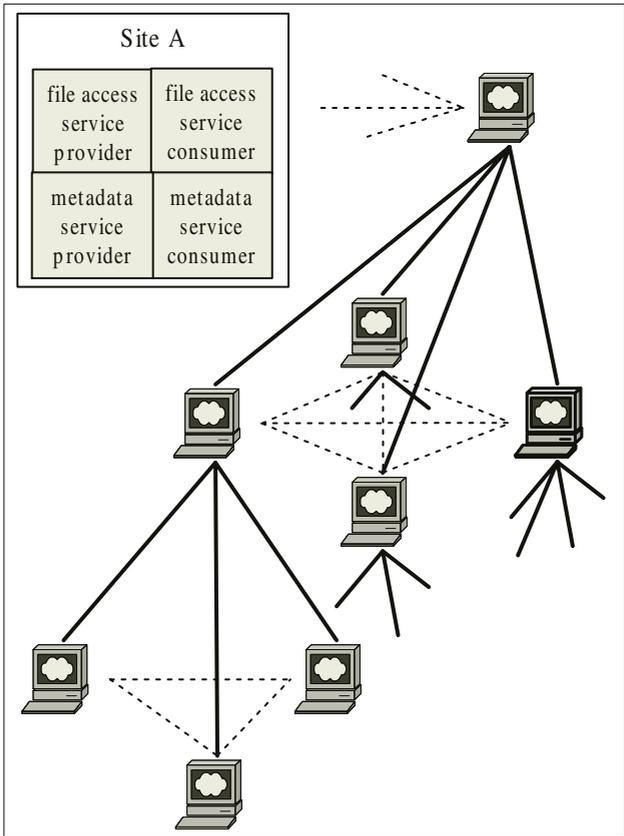 Site A
file access
service
provider
file access
service
consumer
metadata
service
provider
metadata
service
consumer